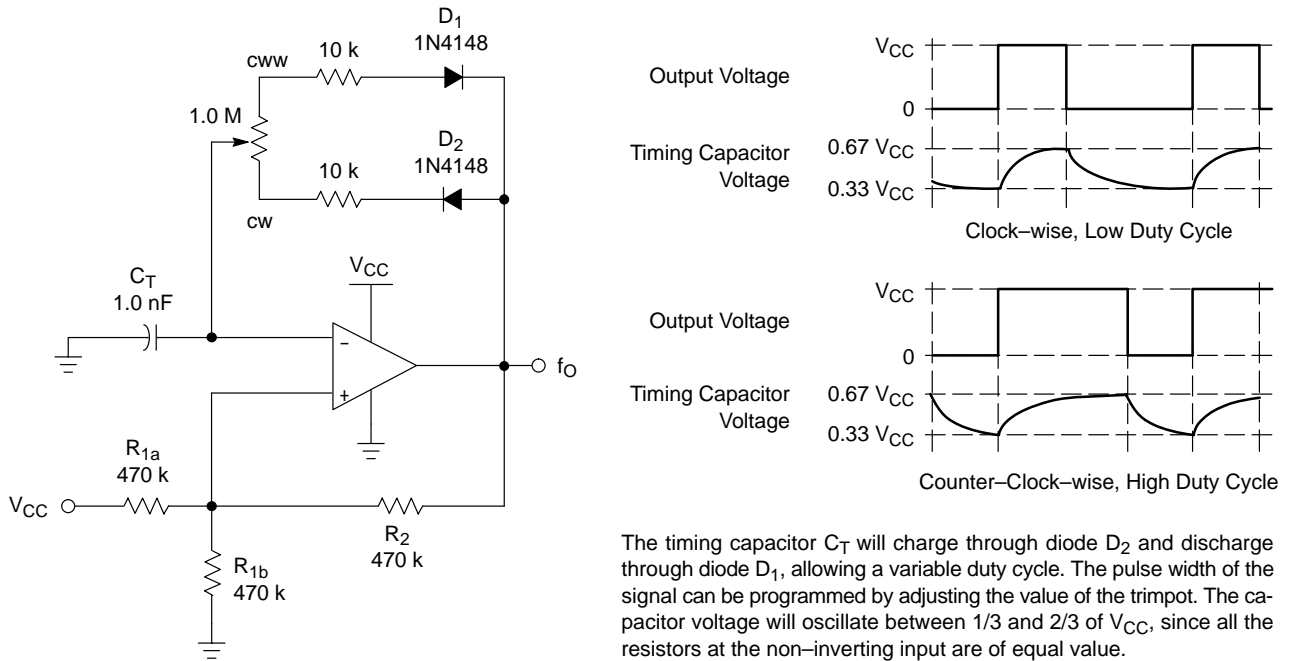 D1
1N4148
10 k
cww
1.0 M
D2
1N4148
10 k
cw
CT
1.0 nF
VCC
–
+
fO
R1a
470 k
VCC
R2
470 k
R1b
470 k
VCC
Output Voltage
0
Timing Capacitor
Voltage
0.67 VCC
0.33 VCC
Clock–wise, Low Duty Cycle
VCC
Output Voltage
0
Timing Capacitor
Voltage
0.67 VCC
0.33 VCC
Counter–Clock–wise, High Duty Cycle
The timing capacitor CT will charge through diode D2 and discharge
through diode D1, allowing a variable duty cycle. The pulse width of the
signal can be programmed by adjusting the value of the trimpot. The ca-
pacitor voltage will oscillate between 1/3 and 2/3 of VCC, since all the
resistors at the non–inverting input are of equal value.